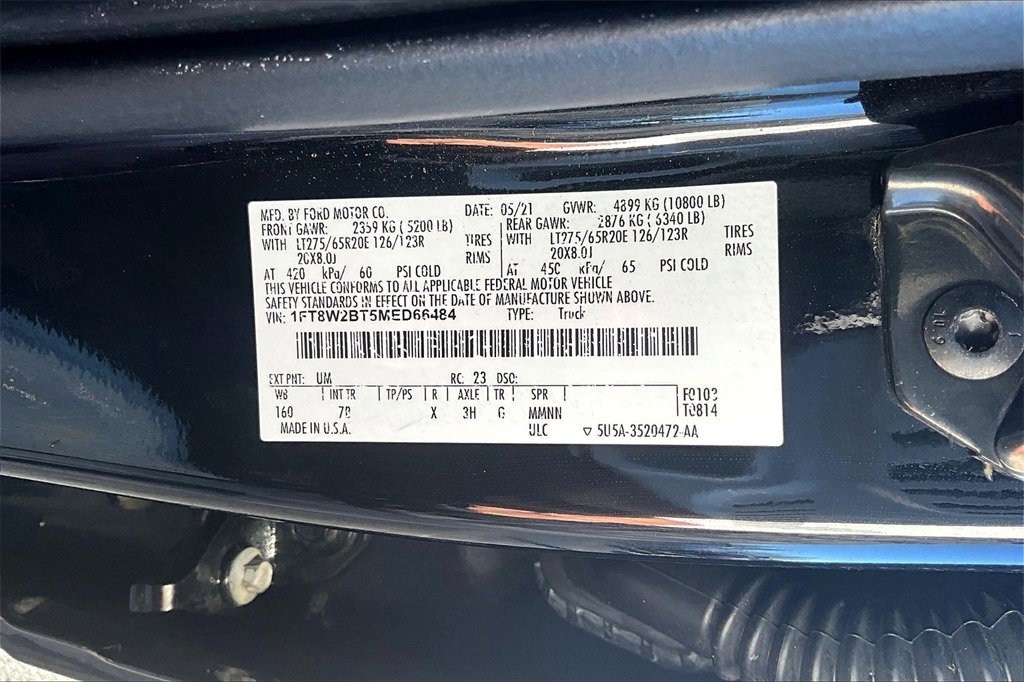 MFD. BY FORD MOTOR CO. DATE: 05/21 GVWR: 4899 KG (10800 LB)
FRONT GAWR: 2359 KG (5200 LB) REAR GAWR: 2876 KG (6340 LB)
WITH LT275/65R20E 126/123R TIRES WITH LT275/65R20E 126/123R TIRES
20X8.0J RIMS 20X8.0J RIMS
AT 420 kPa/ 60 PSI COLD AT 450 kPa/ 65 PSI COLD
THIS VEHICLE CONFORMS TO ALL APPLICABLE FEDERAL MOTOR VEHICLE
SAFETY STANDARDS IN EFFECT ON THE DATE OF MANUFACTURE SHOWN ABOVE.
VIN: 1FT8W2BT5MED66484 TYPE: Truck
EXT PNT: UM RC: 23 DSO:
WB INT TR TP/PS R AXLE TR SPR
160 X 3H G MMNN T0814
MADE IN U.S.A. ULC 5U5A-3520472-AA
10.9